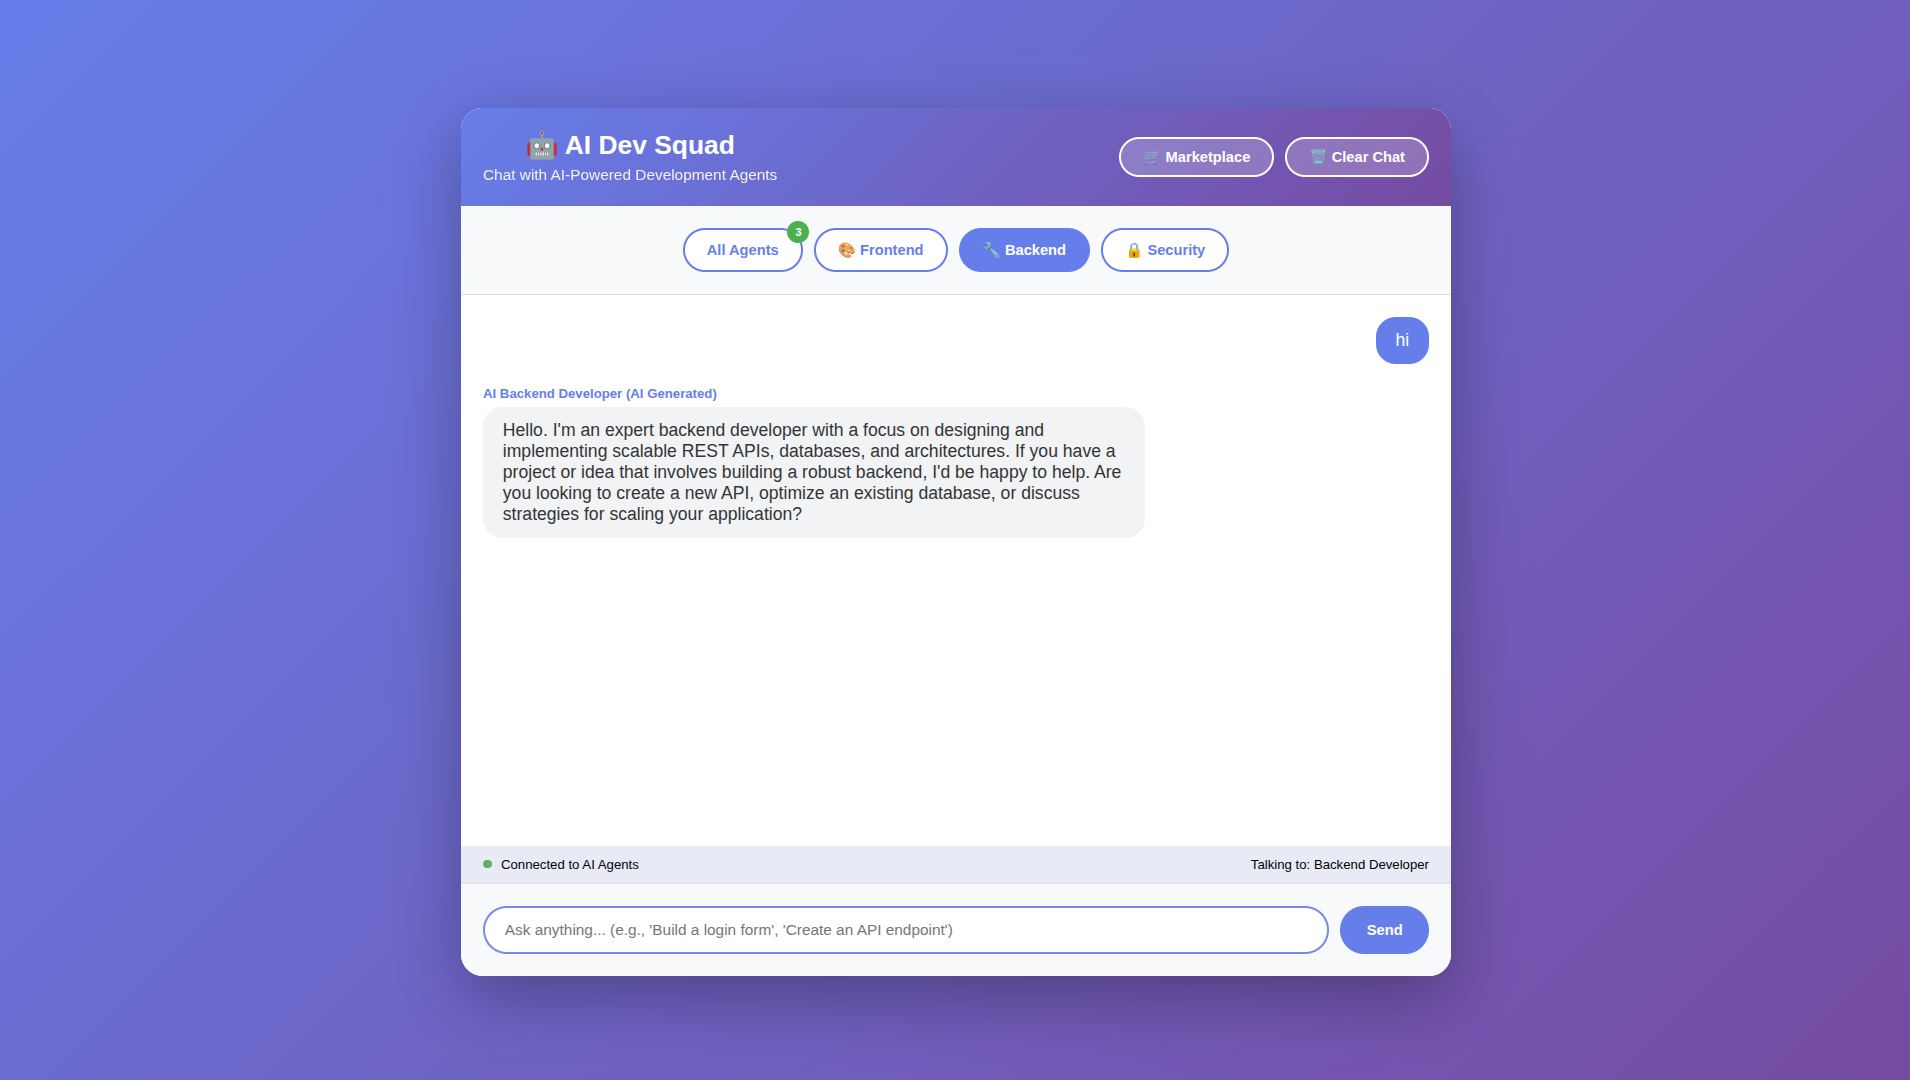 🤖 AI Dev Squad
Chat with AI-Powered Development Agents
🛒 Marketplace
🗑️ Clear Chat
All Agents
3
🎨 Frontend
🔧 Backend
🔒 Security
hi
AI Backend Developer (AI Generated)
Hello. I'm an expert backend developer with a focus on designing and
implementing scalable REST APIs, databases, and architectures. If you have a
project or idea that involves building a robust backend, I'd be happy to help. Are
you looking to create a new API, optimize an existing database, or discuss
strategies for scaling your application?
Connected to AI Agents
Talking to: Backend Developer
Ask anything... (e.g., 'Build a login form', 'Create an API endpoint')
Send